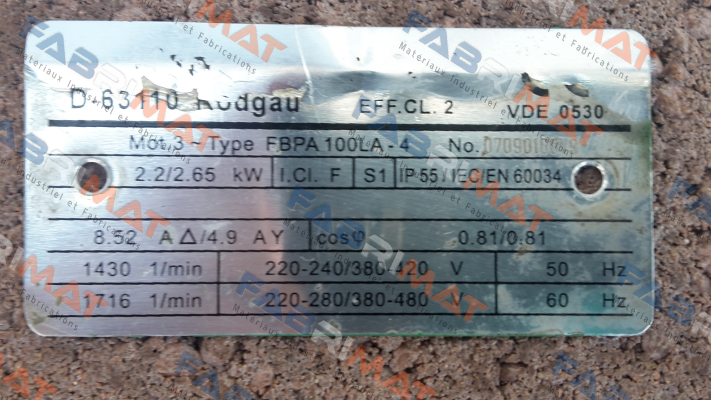 D-63110 Rodgau EFF.CL. 2 VDE 0530
Mot. 3~ Type FBPA 100LA-4 No.
2.2/2.65 kW I.Cl. F S1 IP 55 / IEC/EN 60034
8.52 A Δ/4.9 A Y cosφ 0.81/0.81
1430 1/min 220-240/380-420 V 50 Hz
1716 1/min 220-280/380-480 V 60 Hz
FABRIMAT
Materiaux Industriel et Fabrications